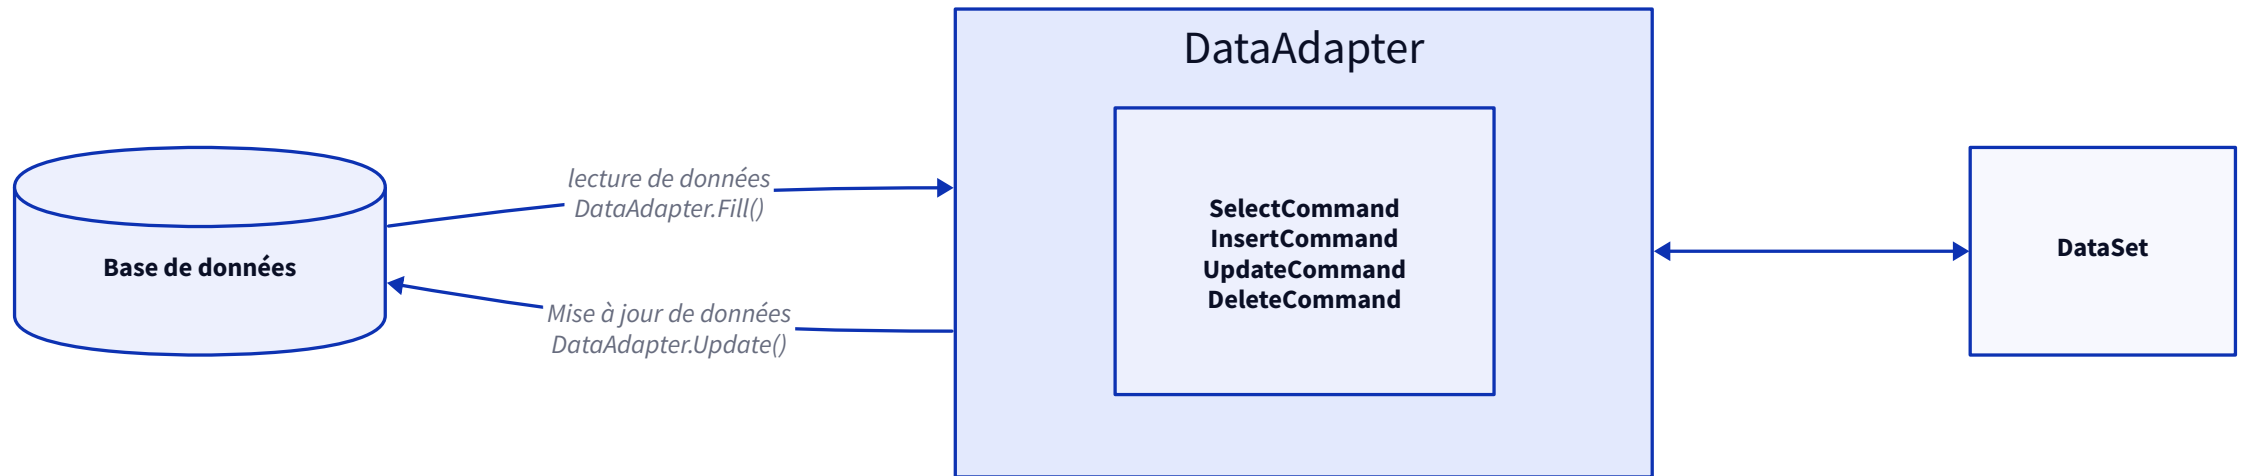 DataAdapter
lecture de données
DataAdapter.Fill()
SelectCommand
InsertCommand
UpdateCommand
DeleteCommand
DataSet
Base de données
Mise à jour de données
DataAdapter.Update()